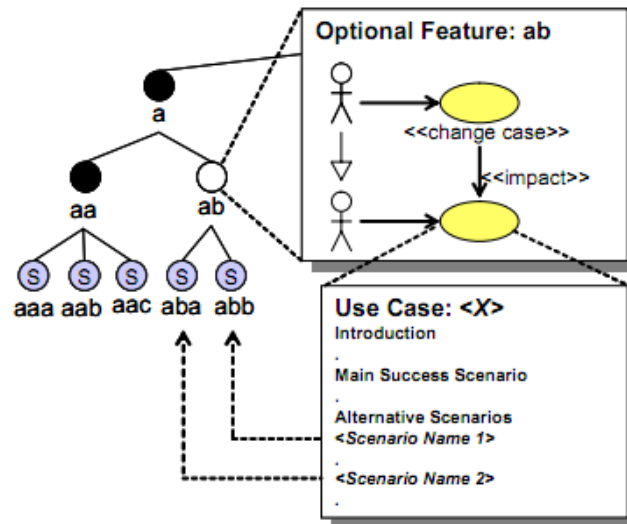 Optional Feature: ab
<<change case>>
<<impact>>
a
aa
ab
S S S S S
aaa aab aac aba abb
Use Case: <X>
Introduction
.
Main Success Scenario
.
Alternative Scenarios
<Scenario Name 1>
.
<Scenario Name 2>
.